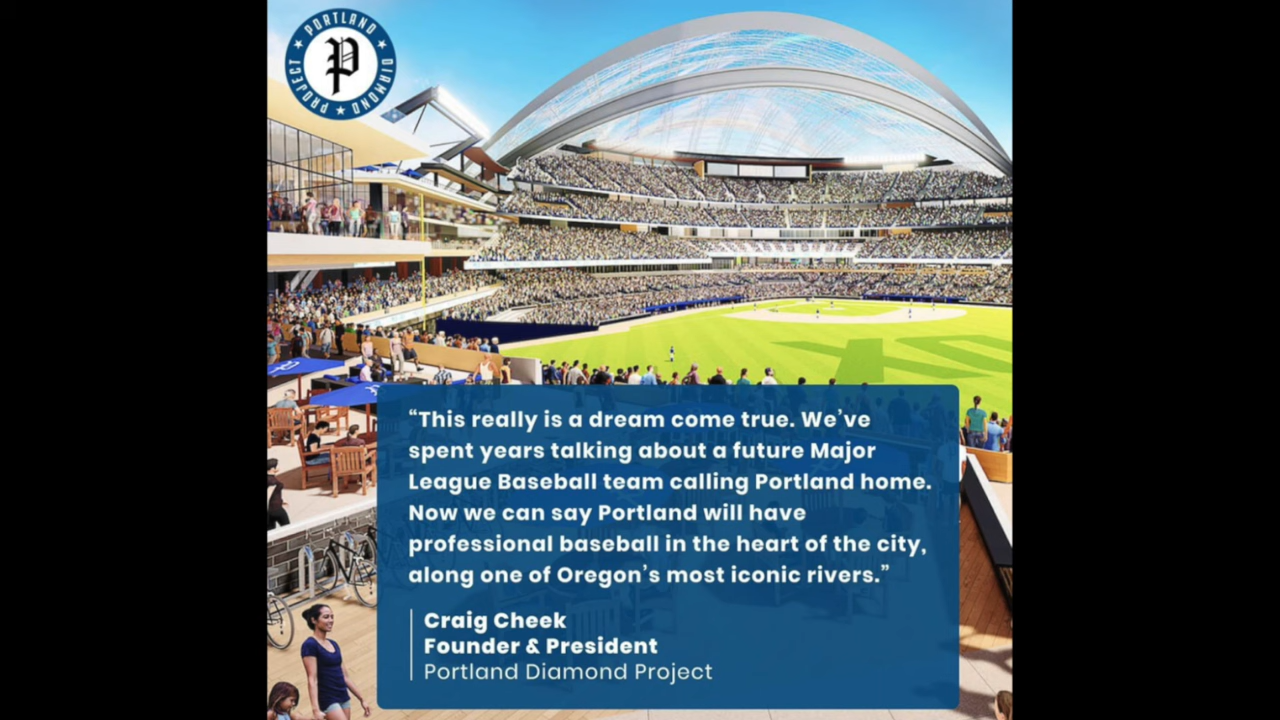 PORTLAND
DIAMOND
PROJECT
P
“This really is a dream come true. We’ve
spent years talking about a future Major
League Baseball team calling Portland home.
Now we can say Portland will have
professional baseball in the heart of the city,
along one of Oregon’s most iconic rivers.”
Craig Cheek
Founder & President
Portland Diamond Project